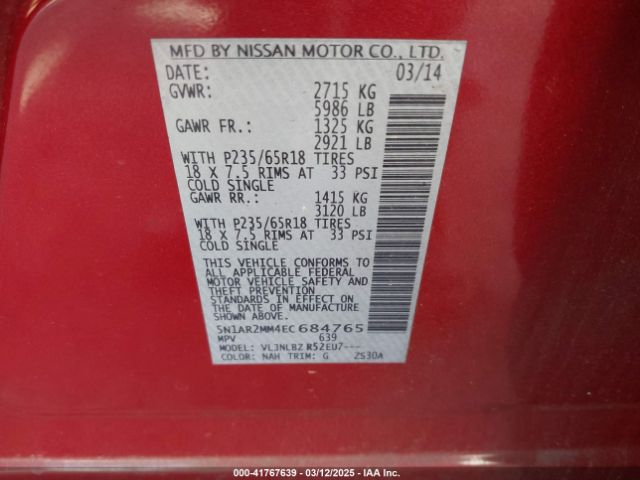 MFD BY NISSAN MOTOR CO., LTD.
DATE: 03/14
GVWR: 2715 KG
5986 LB
GAWR FR.: 1325 KG
2921 LB
WITH P235/65R18 TIRES
18 X 7.5 RIMS AT 33 PSI
COLD SINGLE
GAWR RR.: 1415 KG
3120 LB
WITH P235/65R18 TIRES
18 X 7.5 RIMS AT 33 PSI
COLD SINGLE
THIS VEHICLE CONFORMS TO
ALL APPLICABLE FEDERAL
MOTOR VEHICLE SAFETY AND
THEFT PREVENTION
STANDARDS IN EFFECT ON
THE DATE OF MANUFACTURE
SHOWN ABOVE.
5N1AR2MM4EC684765
MPV 639
MODEL: VLJNLBZ R52EU7---
COLOR: NAH TRIM: G ZS30A
000-41767639 - 03/12/2025 - IAA Inc.